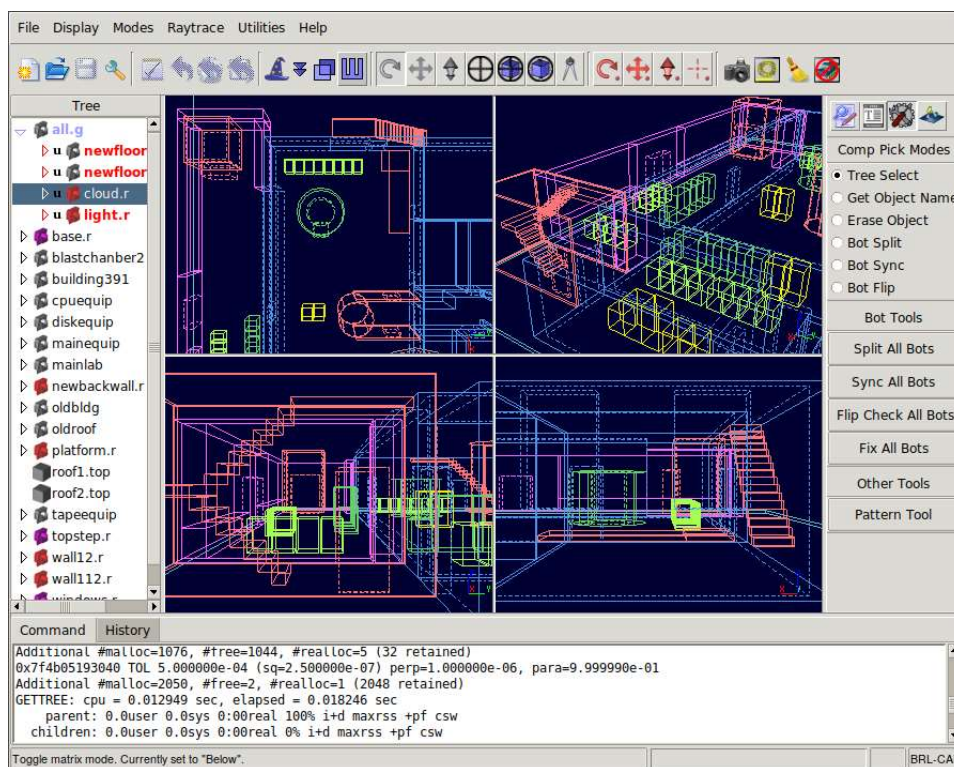 File Display Modes Raytrace Utilities Help
Tree
all.g
u newfloor
u newfloor
u cloud.r
u light.r
base.r
blastchanber2
building391
cpuequip
diskequip
mainequip
mainlab
newbackwall.r
oldbldg
oldroof
platform.r
roof1.top
roof2.top
tapeequip
topstep.r
wall12.r
wall112.r
windows.r
Comp Pick Modes
Tree Select
Get Object Name
Erase Object
Bot Split
Bot Sync
Bot Flip
Bot Tools
Split All Bots
Sync All Bots
Flip Check All Bots
Fix All Bots
Other Tools
Pattern Tool
Command History
Additional #malloc=1076, #free=1044, #realloc=5 (32 retained)
0x7f4b05193040 TOL 5.000000e-04 (sq=2.500000e-07) perp=1.000000e-06, para=9.999990e-01
Additional #malloc=2050, #free=2, #realloc=1 (2048 retained)
GETTREE: cpu = 0.012949 sec, elapsed = 0.018246 sec
parent: 0.0user 0.0sys 0:00real 100% i+d maxrss +pf csw
children: 0.0user 0.0sys 0:00real 0% i+d maxrss +pf csw
Toggle matrix mode. Currently set to "Below".
BRL-CA